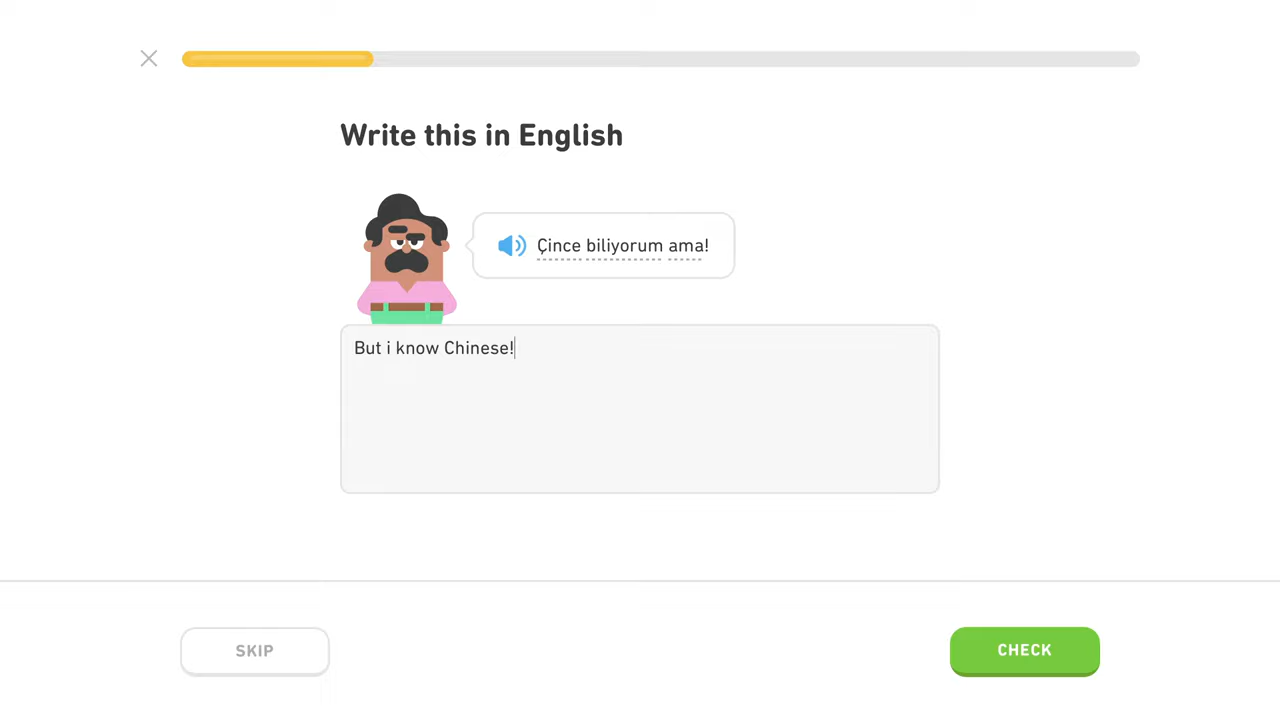 Write this in English
Çince biliyorum ama!
But i know Chinese!
SKIP
CHECK